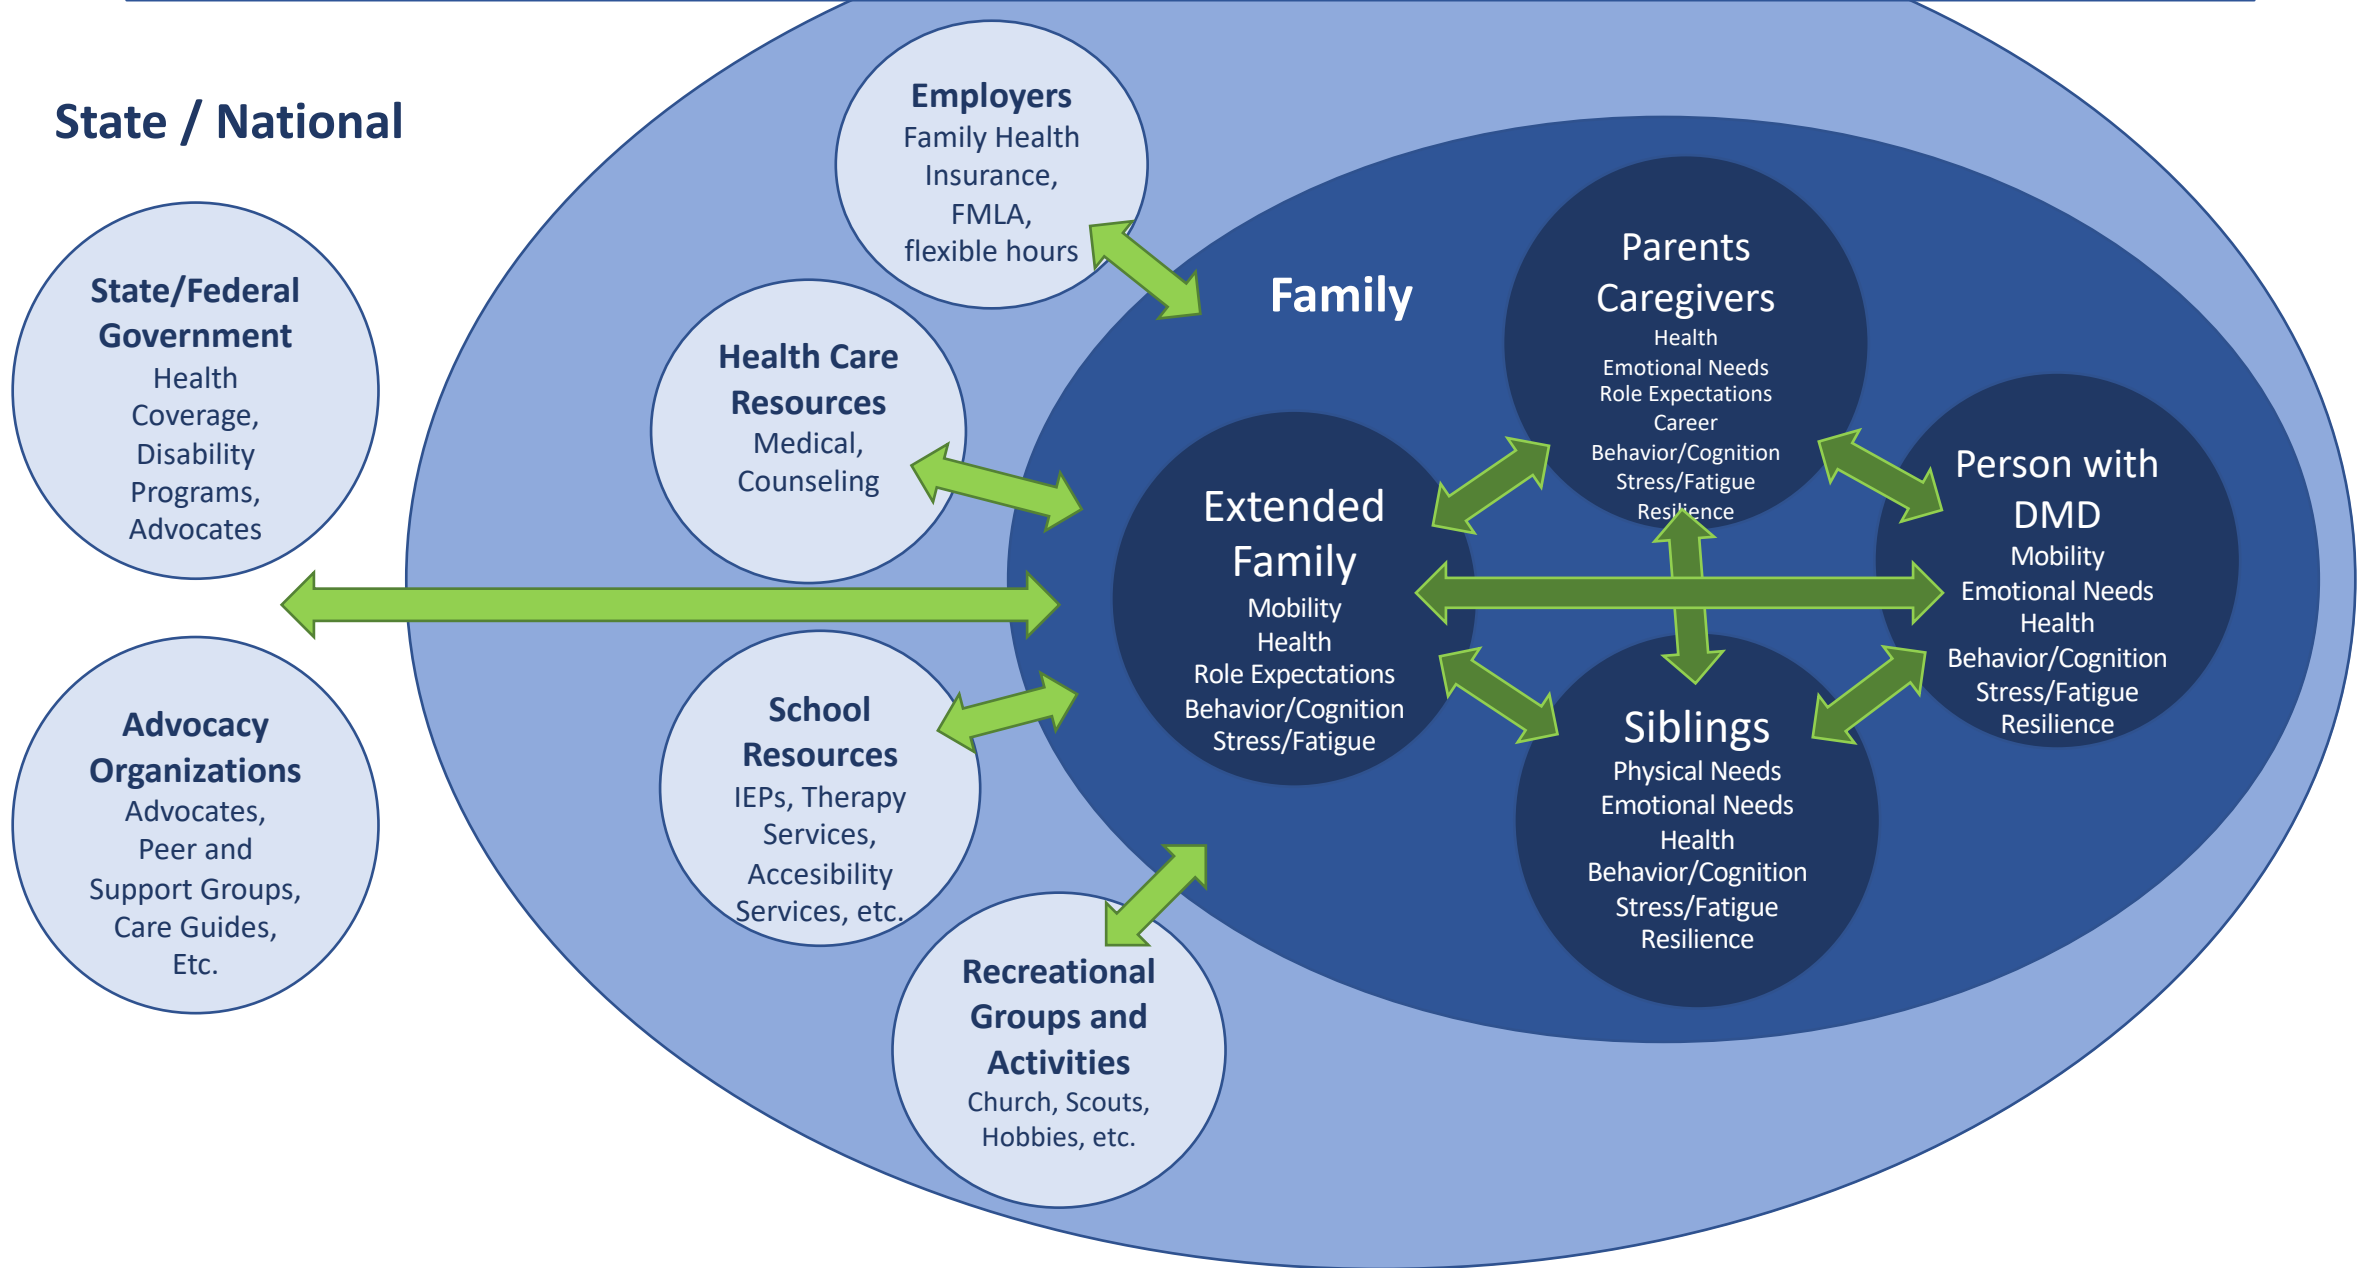 State / National
State/Federal
Government
Health
Coverage,
Disability
Programs,
Advocates
Advocacy
Organizations
Advocates,
Peer and
Support Groups,
Care Guides,
Etc.
Employers
Family Health
Insurance,
FMLA,
flexible hours
Health Care
Resources
Medical,
Counseling
School
Resources
IEPs, Therapy
Services,
Accesibility
Services, etc.
Recreational
Groups and
Activities
Church, Scouts,
Hobbies, etc.
Family
Extended
Family
Mobility
Health
Role Expectations
Behavior/Cognition
Stress/Fatigue
Parents
Caregivers
Health
Emotional Needs
Role Expectations
Career
Behavior/Cognition
Stress/Fatigue
Resilience
Siblings
Physical Needs
Emotional Needs
Health
Behavior/Cognition
Stress/Fatigue
Resilience
Person with
DMD
Mobility
Emotional Needs
Health
Behavior/Cognition
Stress/Fatigue
Resilience